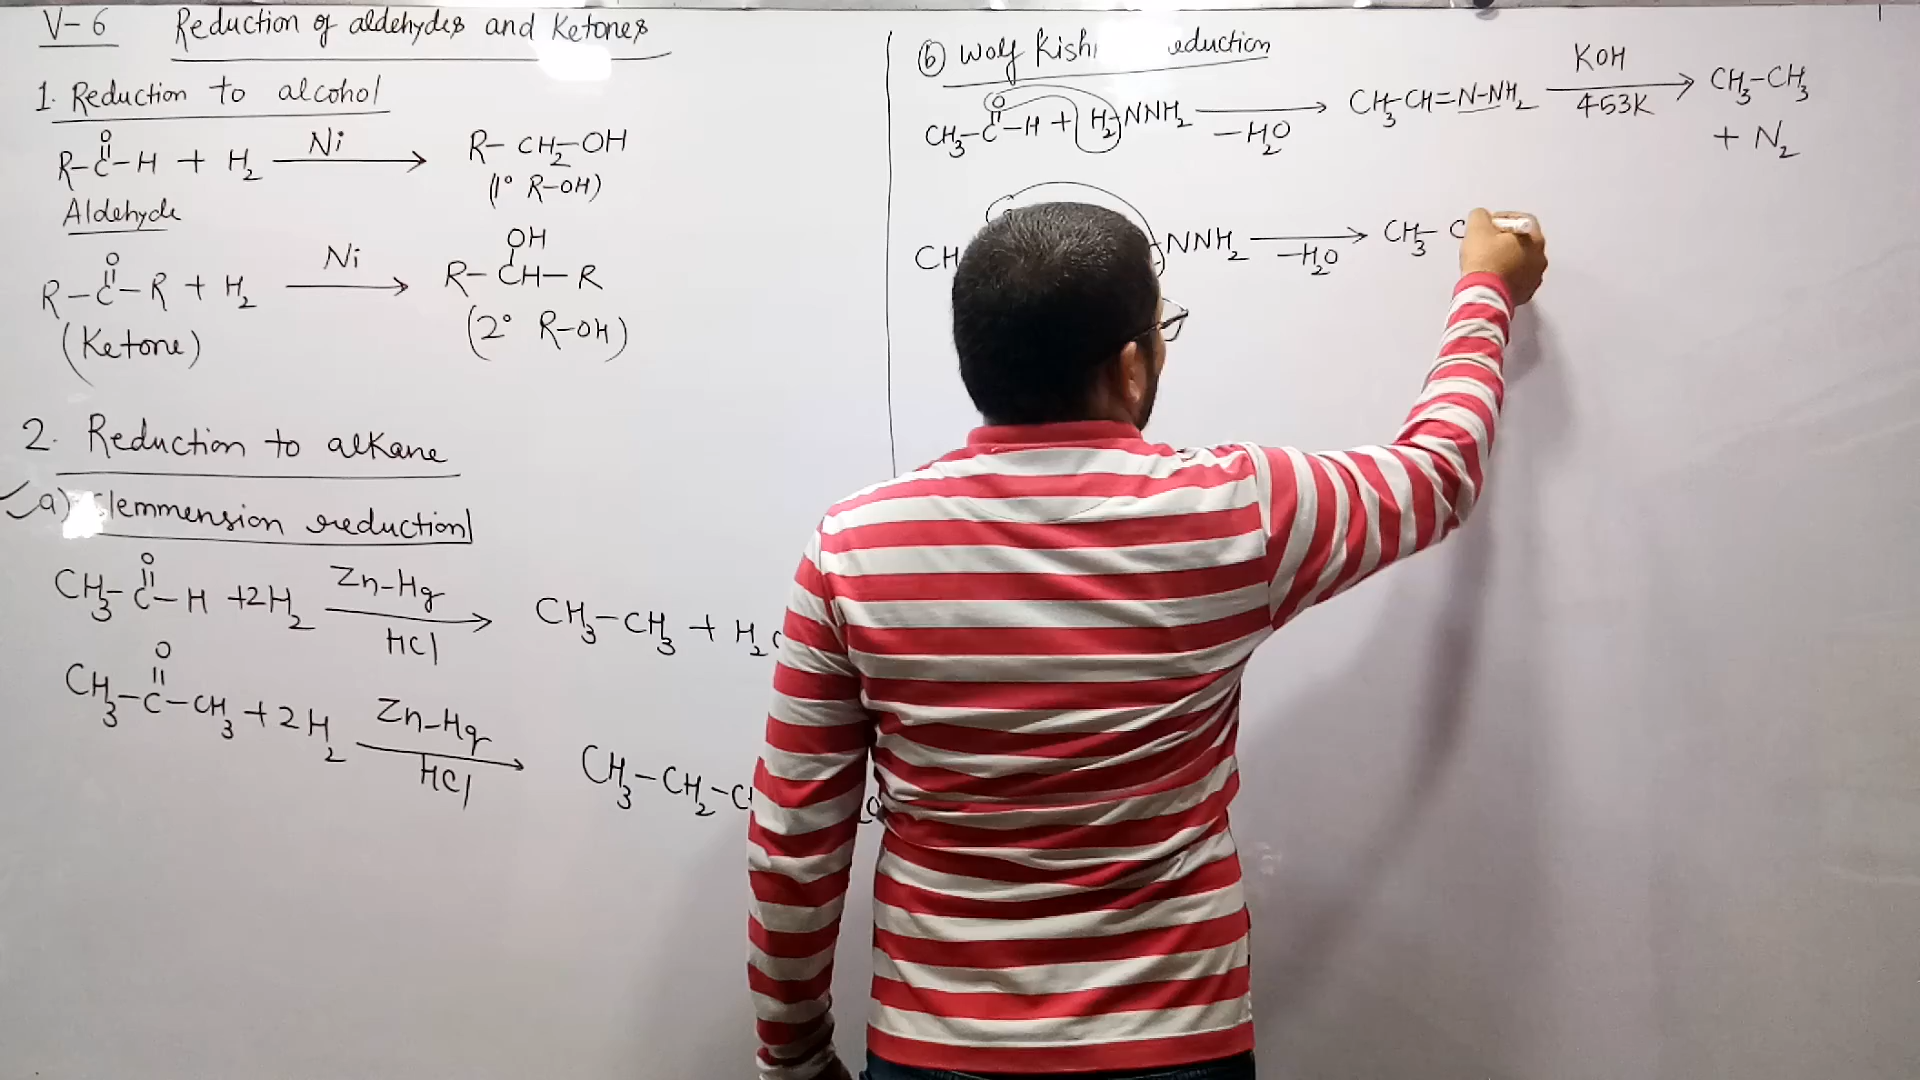 V-6 Reduction of aldehydes and Ketones
1. Reduction to alcohol
O
R-C-H + H2 Ni R-CH2-OH
(1° R-OH)
Aldehyde
O OH
R-C-R + H2 Ni R-CH-R
(Ketone) (2° R-OH)
2. Reduction to alkane
a) Clemmension reduction
O
CH3-C-H +2H2 Zn-Hg CH3-CH3 + H2O
HCl
O
CH3-C-CH3 + 2H2 Zn-Hg CH3-CH2-C
HCl
(b) Wolf Kish eduction
O
CH3-C-H + H2NNH2 CH3-CH=N-NH2 KOH CH3-CH3
-H2O 453K + N2
CH NNH2 CH3-C
-H2O